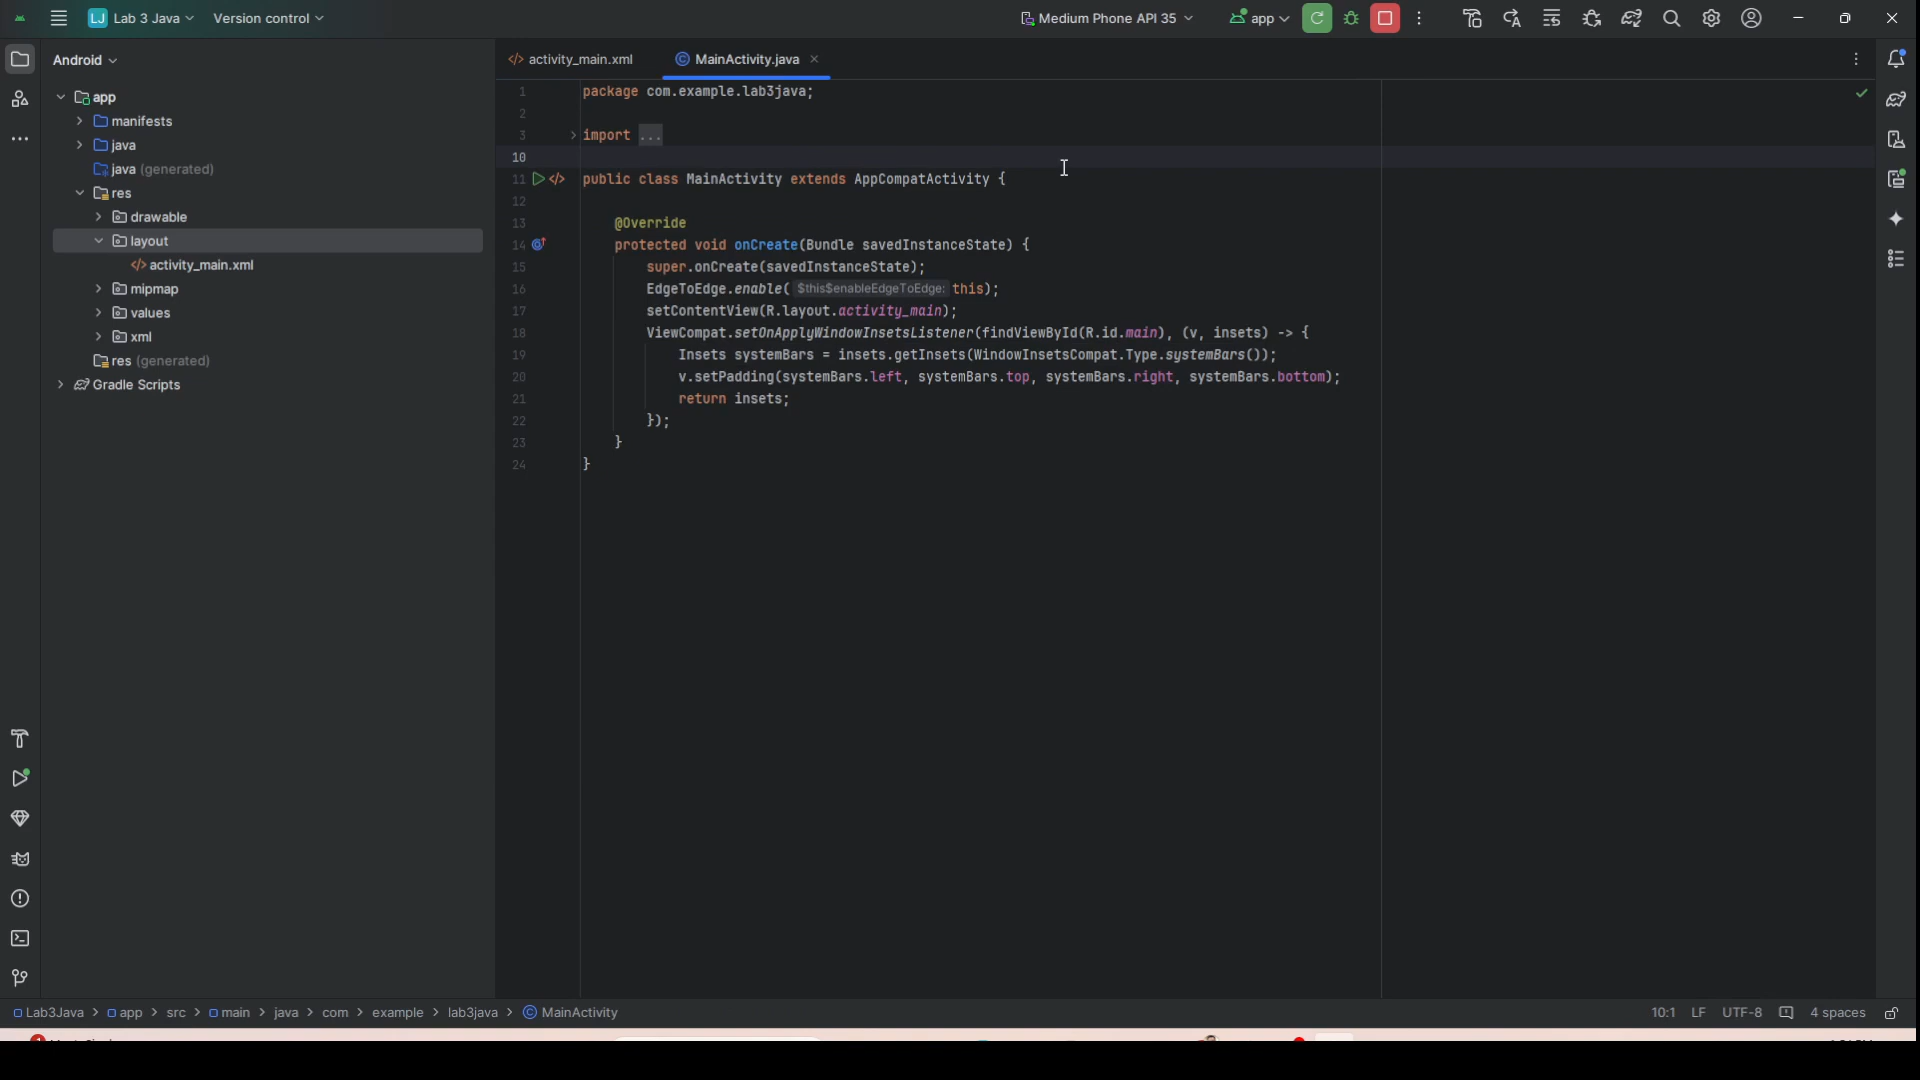 LJ Lab 3 Java Version control Medium Phone API 35 app
Android
activity_main.xml MainActivity.java
app
manifests
java
java (generated)
res
drawable
layout
activity_main.xml
mipmap
values
xml
res (generated)
Gradle Scripts
1 package com.example.lab3java;
2
3 import ...
10
11 public class MainActivity extends AppCompatActivity {
12
13 @Override
14 protected void onCreate(Bundle savedInstanceState) {
15 super.onCreate(savedInstanceState);
16 EdgeToEdge.enable( $this$enableEdgeToEdge: this);
17 setContentView(R.layout.activity_main);
18 ViewCompat.setOnApplyWindowInsetsListener(findViewById(R.id.main), (v, insets) -> {
19 Insets systemBars = insets.getInsets(WindowInsetsCompat.Type.systemBars());
20 v.setPadding(systemBars.left, systemBars.top, systemBars.right, systemBars.bottom);
21 return insets;
22 });
23 }
24 }
Lab3Java > app > src > main > java > com > example > lab3java > MainActivity 10:1 LF UTF-8 4 spaces